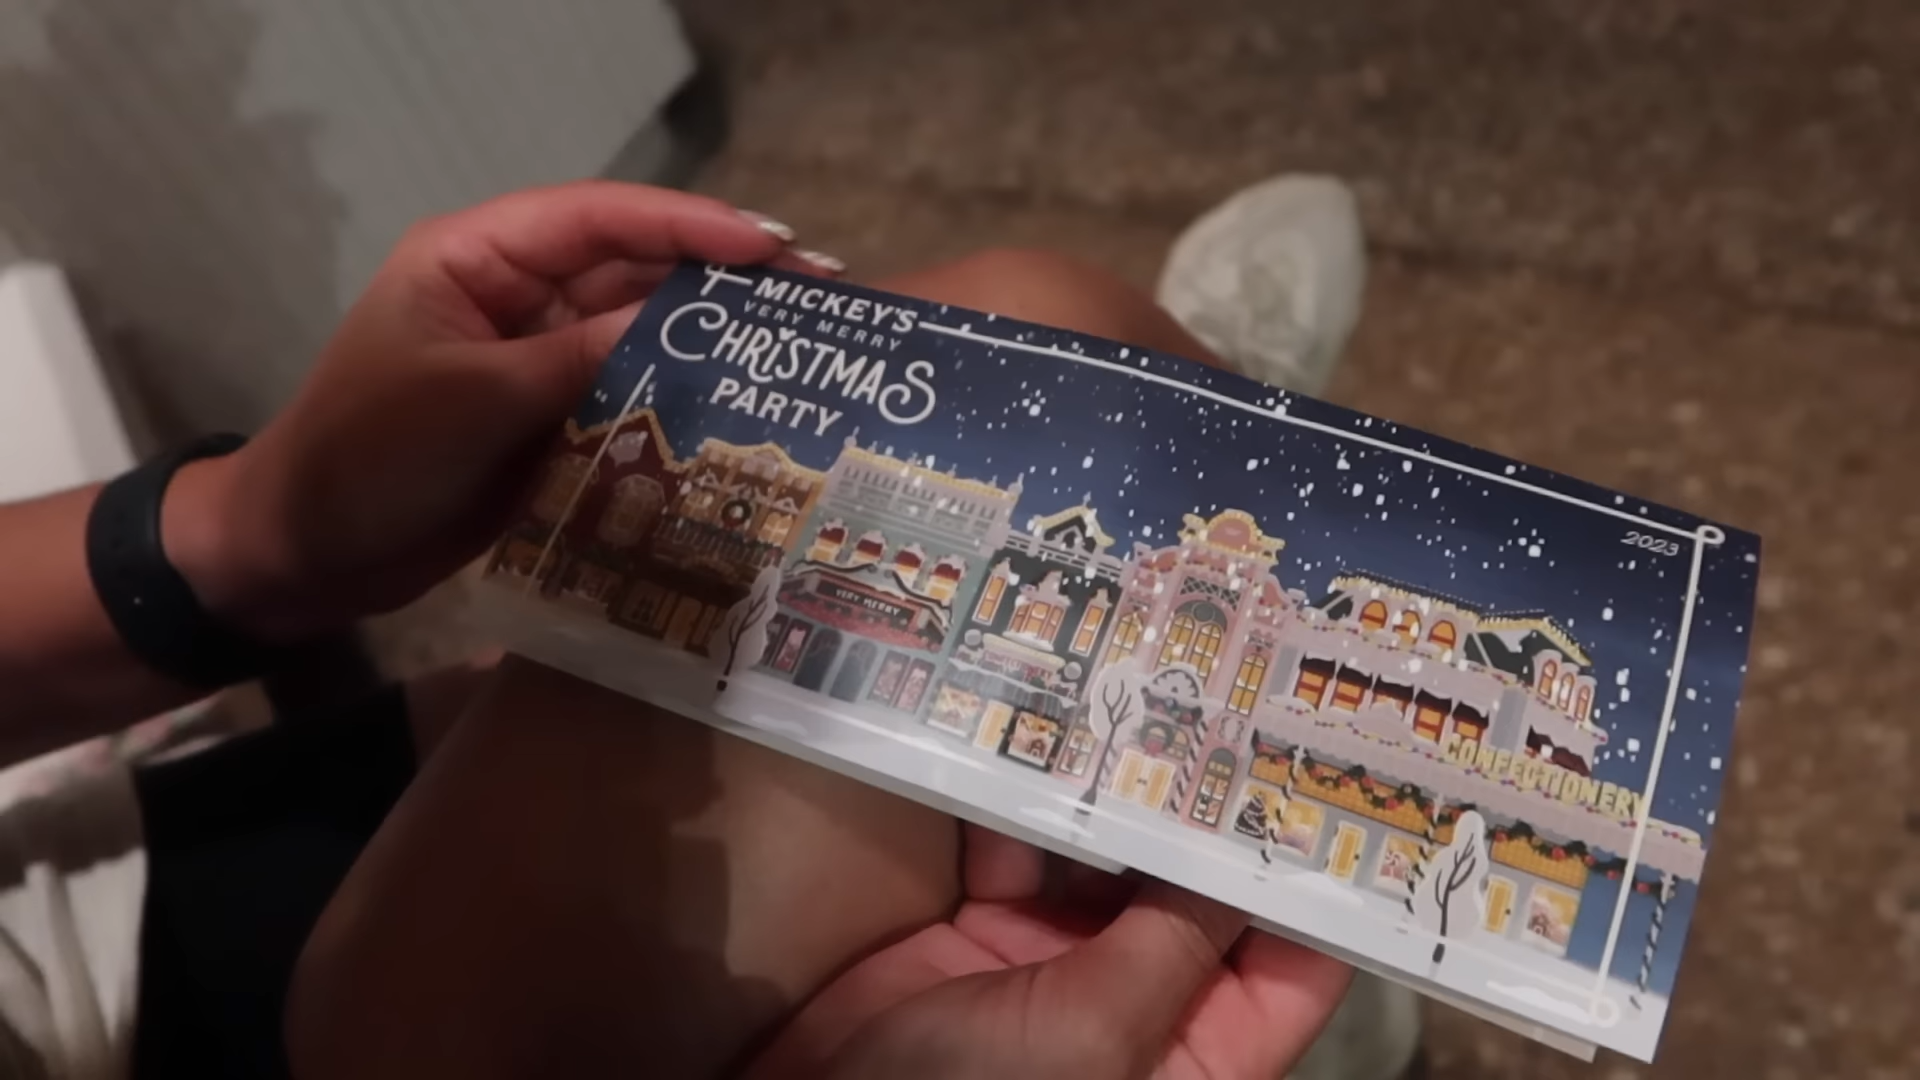 MICKEY'S
VERY MERRY
CHRISTMAS
PARTY
2023
VERY MERRY
CONFECTIONERY